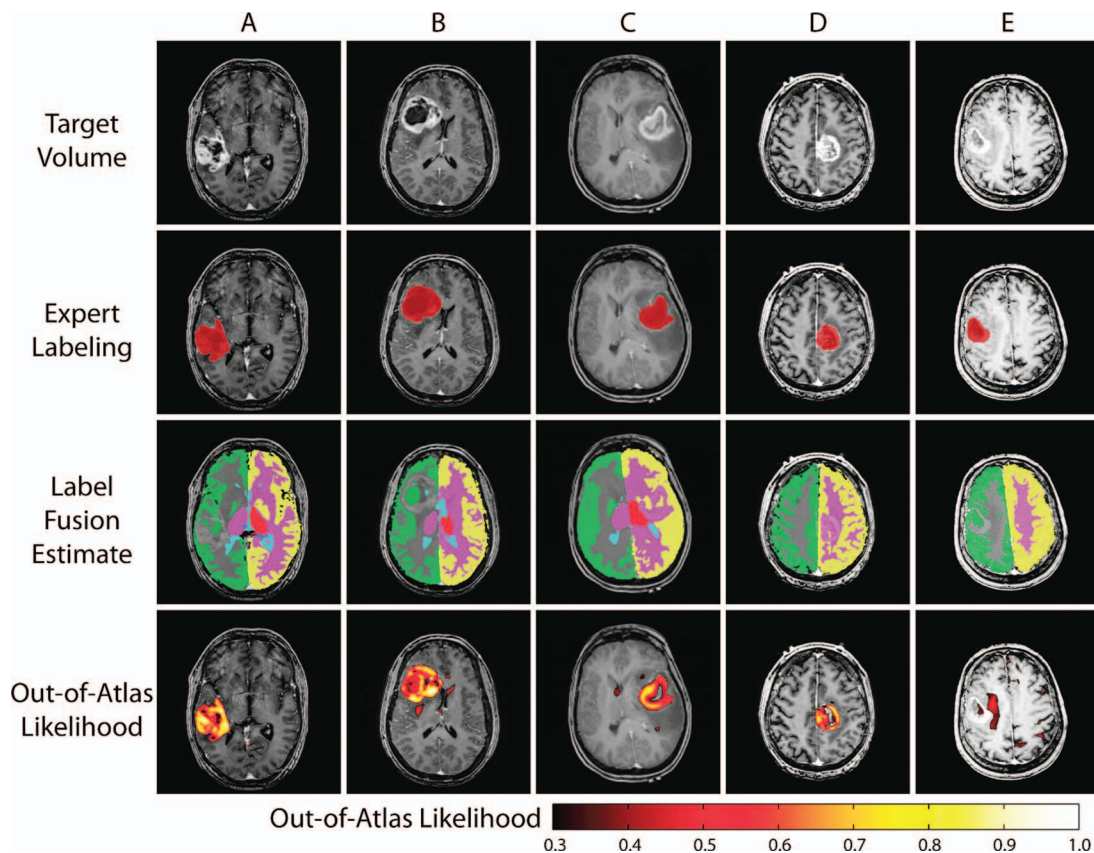 A B C D E
Target
Volume
Expert
Labeling
Label
Fusion
Estimate
Out-of-Atlas
Likelihood
Out-of-Atlas Likelihood
0.3 0.4 0.5 0.6 0.7 0.8 0.9 1.0